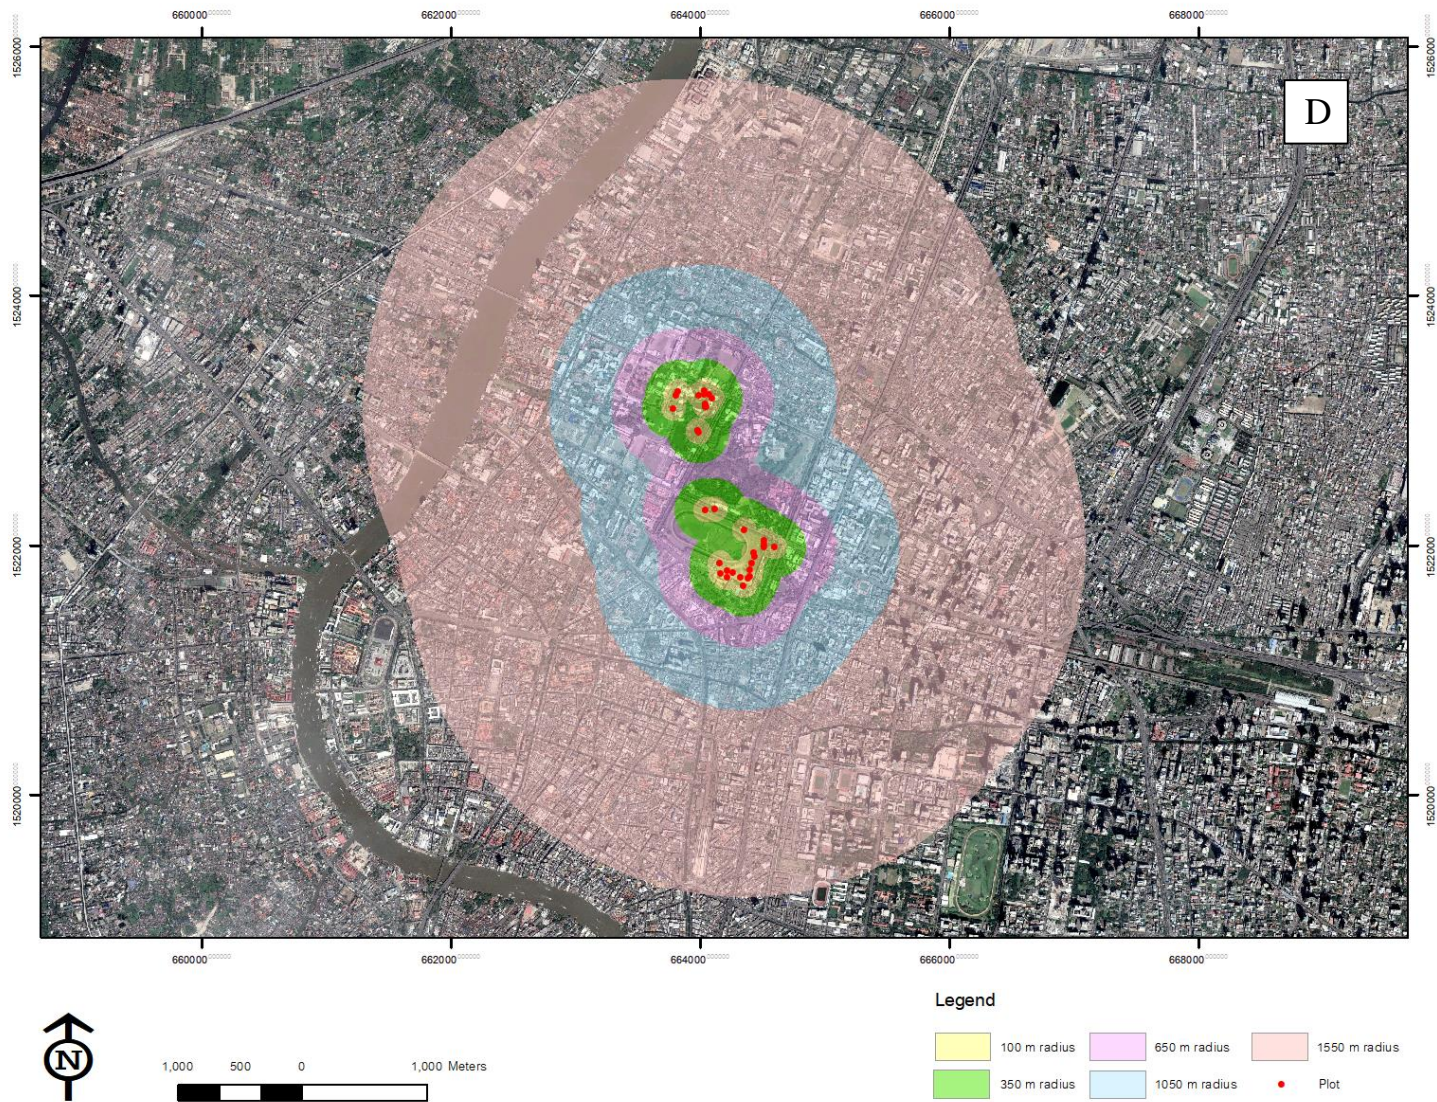 660000 662000 664000 666000 668000
1526000 1526000
D
1524000 1524000
1522000 1522000
1520000 1520000
660000 662000 664000 666000 668000
Legend
N
1,000 500 0 1,000 Meters
100 m radius 650 m radius 1550 m radius
350 m radius 1050 m radius Plot